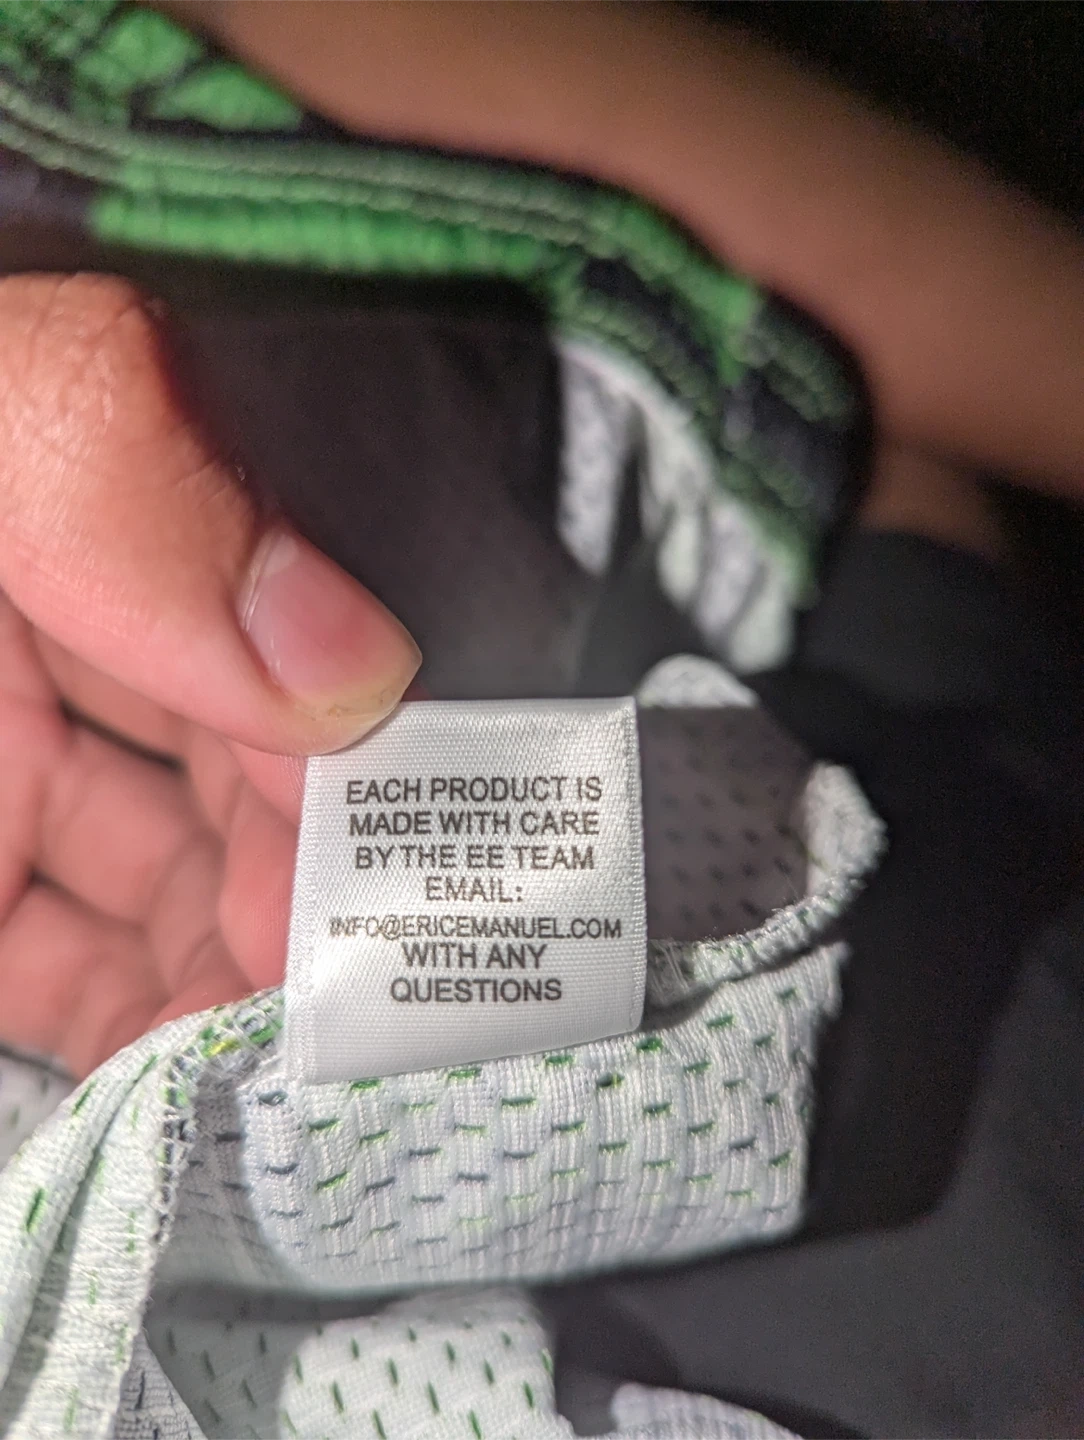 EACH PRODUCT IS
MADE WITH CARE
BY THE EE TEAM
EMAIL:
INFO@ERICEMANUEL.COM
WITH ANY
QUESTIONS